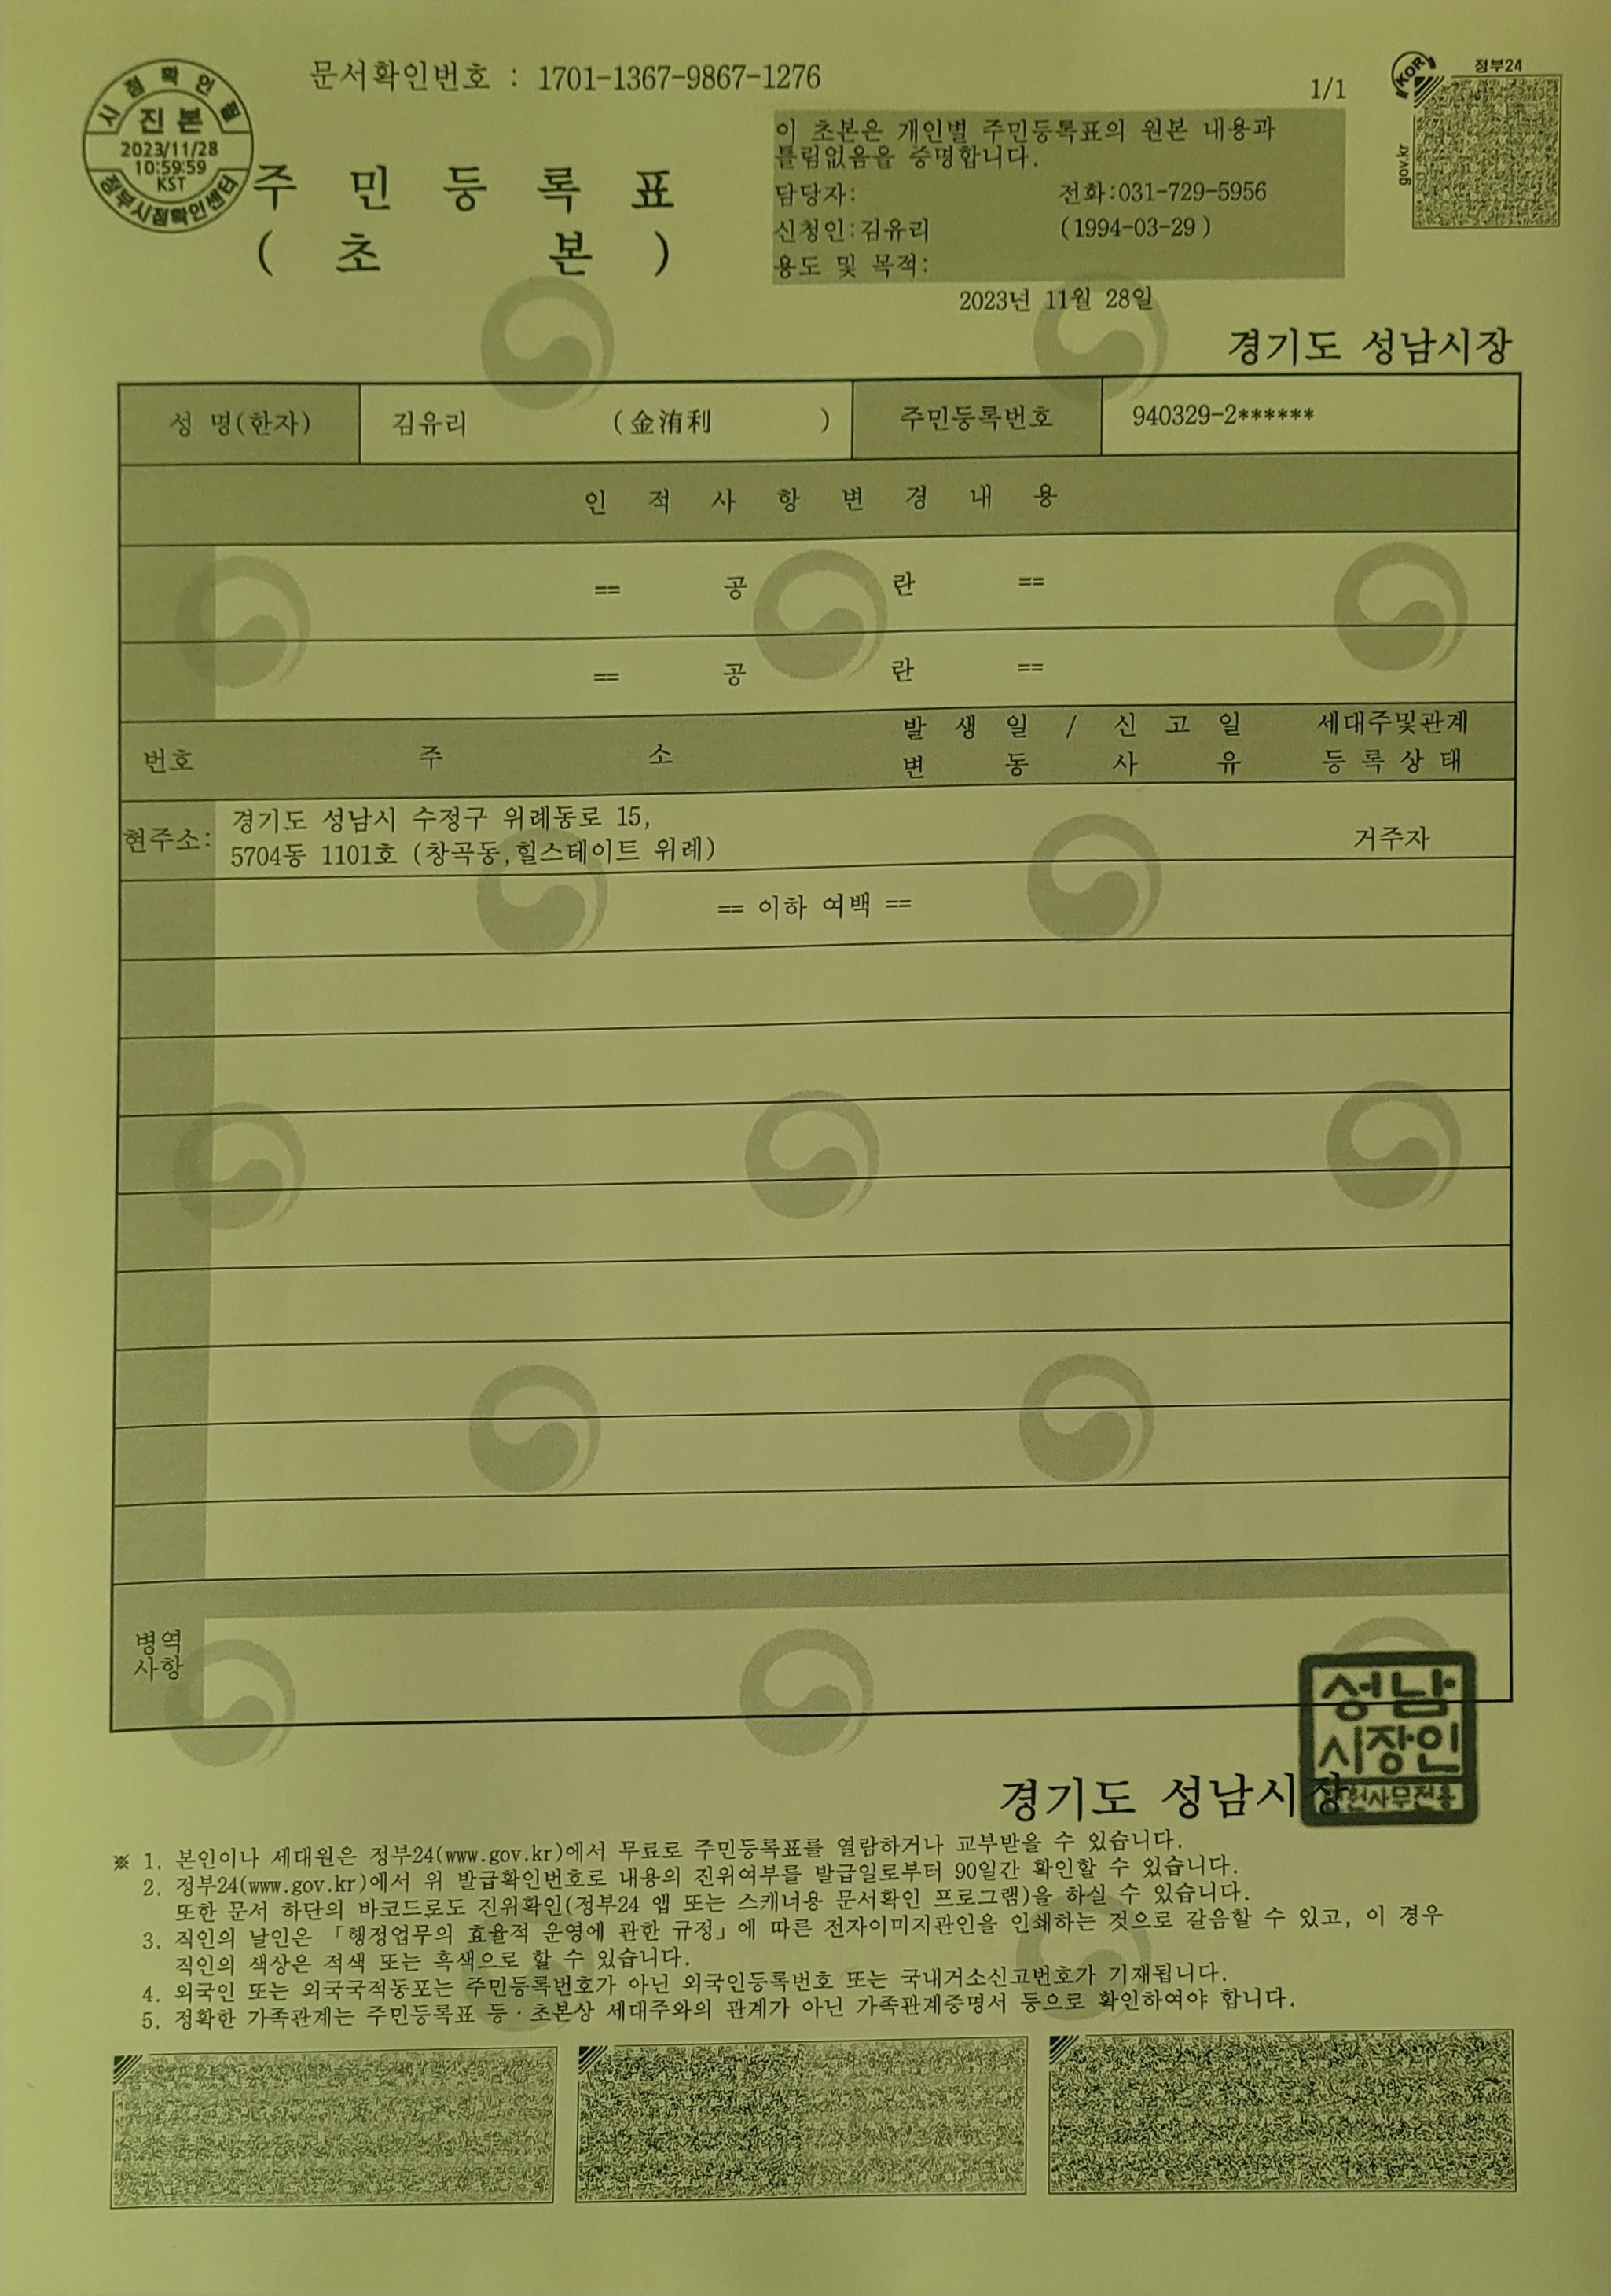 문서확인번호 : 1701-1367-9867-1276
1/1
정부24
KOR
gov.kr
시점확인필
진본
2023/11/28
10:59:59
KST
정부시점확인센터
주 민 등 록 표
( 초 본 )
이 초본은 개인별 주민등록표의 원본 내용과
틀림없음을 증명합니다.
담당자: 전화:031-729-5956
신청인:김유리 (1994-03-29 )
용도 및 목적:
2023년 11월 28일
경기도 성남시장
성 명(한자) 김유리 (金洧利 ) 주민등록번호 940329-2******
인 적 사 항 변 경 내 용
== 공 란 ==
== 공 란 ==
번호 주 소 발 생 일 / 신 고 일 세대주및관계
변 동 사 유 등 록 상 태
현주소: 경기도 성남시 수정구 위례동로 15,
5704동 1101호 (창곡동,힐스테이트 위례) 거주자
== 이하 여백 ==
병역
사항
경기도 성남시장
성남
시장인
사무전용
※ 1. 본인이나 세대원은 정부24(www.gov.kr)에서 무료로 주민등록표를 열람하거나 교부받을 수 있습니다.
2. 정부24(www.gov.kr)에서 위 발급확인번호로 내용의 진위여부를 발급일로부터 90일간 확인할 수 있습니다.
또한 문서 하단의 바코드로도 진위확인(정부24 앱 또는 스캐너용 문서확인 프로그램)을 하실 수 있습니다.
3. 직인의 날인은 「행정업무의 효율적 운영에 관한 규정」에 따른 전자이미지관인을 인쇄하는 것으로 갈음할 수 있고, 이 경우
직인의 색상은 적색 또는 흑색으로 할 수 있습니다.
4. 외국인 또는 외국국적동포는 주민등록번호가 아닌 외국인등록번호 또는 국내거소신고번호가 기재됩니다.
5. 정확한 가족관계는 주민등록표 등·초본상 세대주와의 관계가 아닌 가족관계증명서 등으로 확인하여야 합니다.